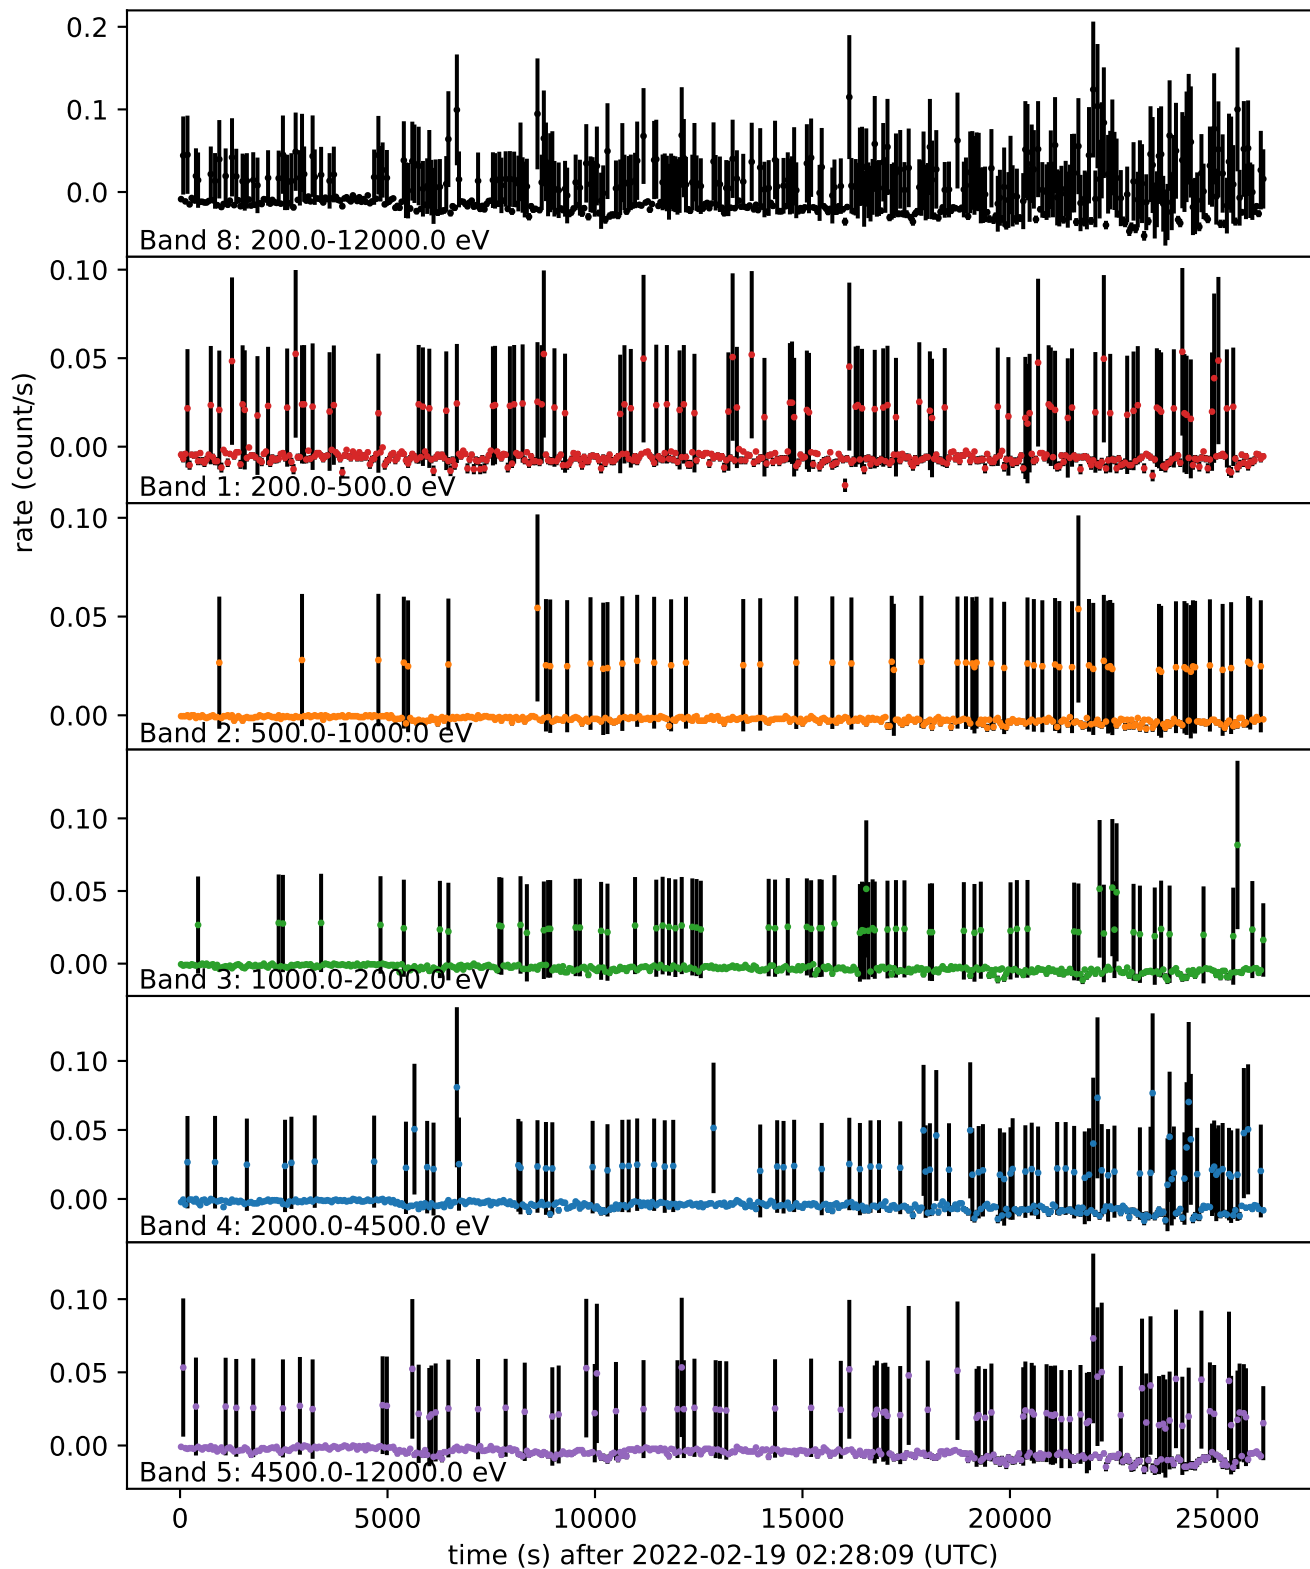 0.2
0.1
0.0
Band 8: 200.0-12000.0 eV
0.10
0.05
0.00
Band 1: 200.0-500.0 eV
rate (count/s)
0.10
0.05
0.00
Band 2: 500.0-1000.0 eV
0.10
0.05
0.00
Band 3: 1000.0-2000.0 eV
0.10
0.05
0.00
Band 4: 2000.0-4500.0 eV
0.10
0.05
0.00
Band 5: 4500.0-12000.0 eV
0 5000 10000 15000 20000 25000
time (s) after 2022-02-19 02:28:09 (UTC)